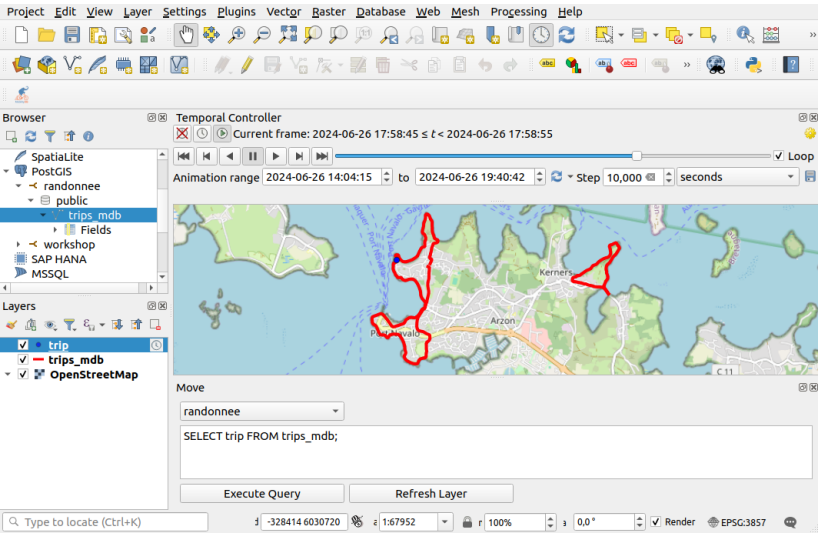 Project Edit View Layer Settings Plugins Vector Raster Database Web Mesh Processing Help
abc
Browser
Temporal Controller
Current frame: 2024-06-26 17:58:45 ≤ t < 2024-06-26 17:58:55
Loop
Animation range 2024-06-26 14:04:15 to 2024-06-26 19:40:42 Step 10,000 seconds
SpatiaLite
PostGIS
randonnee
public
trips_mdb
Fields
workshop
SAP HANA
MSSQL
Kerners
Arzon
Port Navalo
C 11
Layers
trip
trips_mdb
OpenStreetMap
Move
randonnee
SELECT trip FROM trips_mdb;
Execute Query Refresh Layer
Type to locate (Ctrl+K) -328414 6030720 1:67952 100% 0,0° Render EPSG:3857